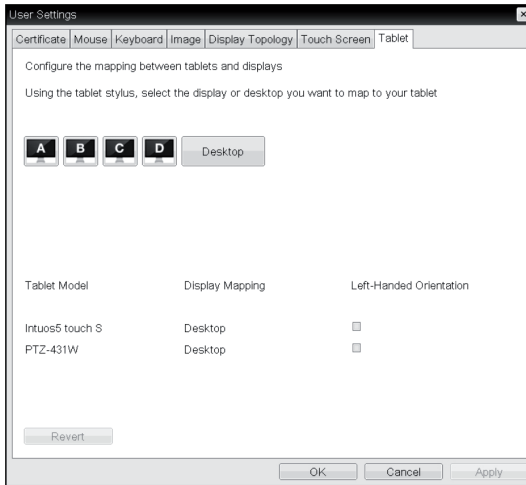 User Settings
Certificate Mouse Keyboard Image Display Topology Touch Screen Tablet
Configure the mapping between tablets and displays
Using the tablet stylus, select the display or desktop you want to map to your tablet
A B C D Desktop
Tablet Model Display Mapping Left-Handed Orientation
Intuos5 touch S Desktop
PTZ-431W Desktop
Revert
OK Cancel Apply